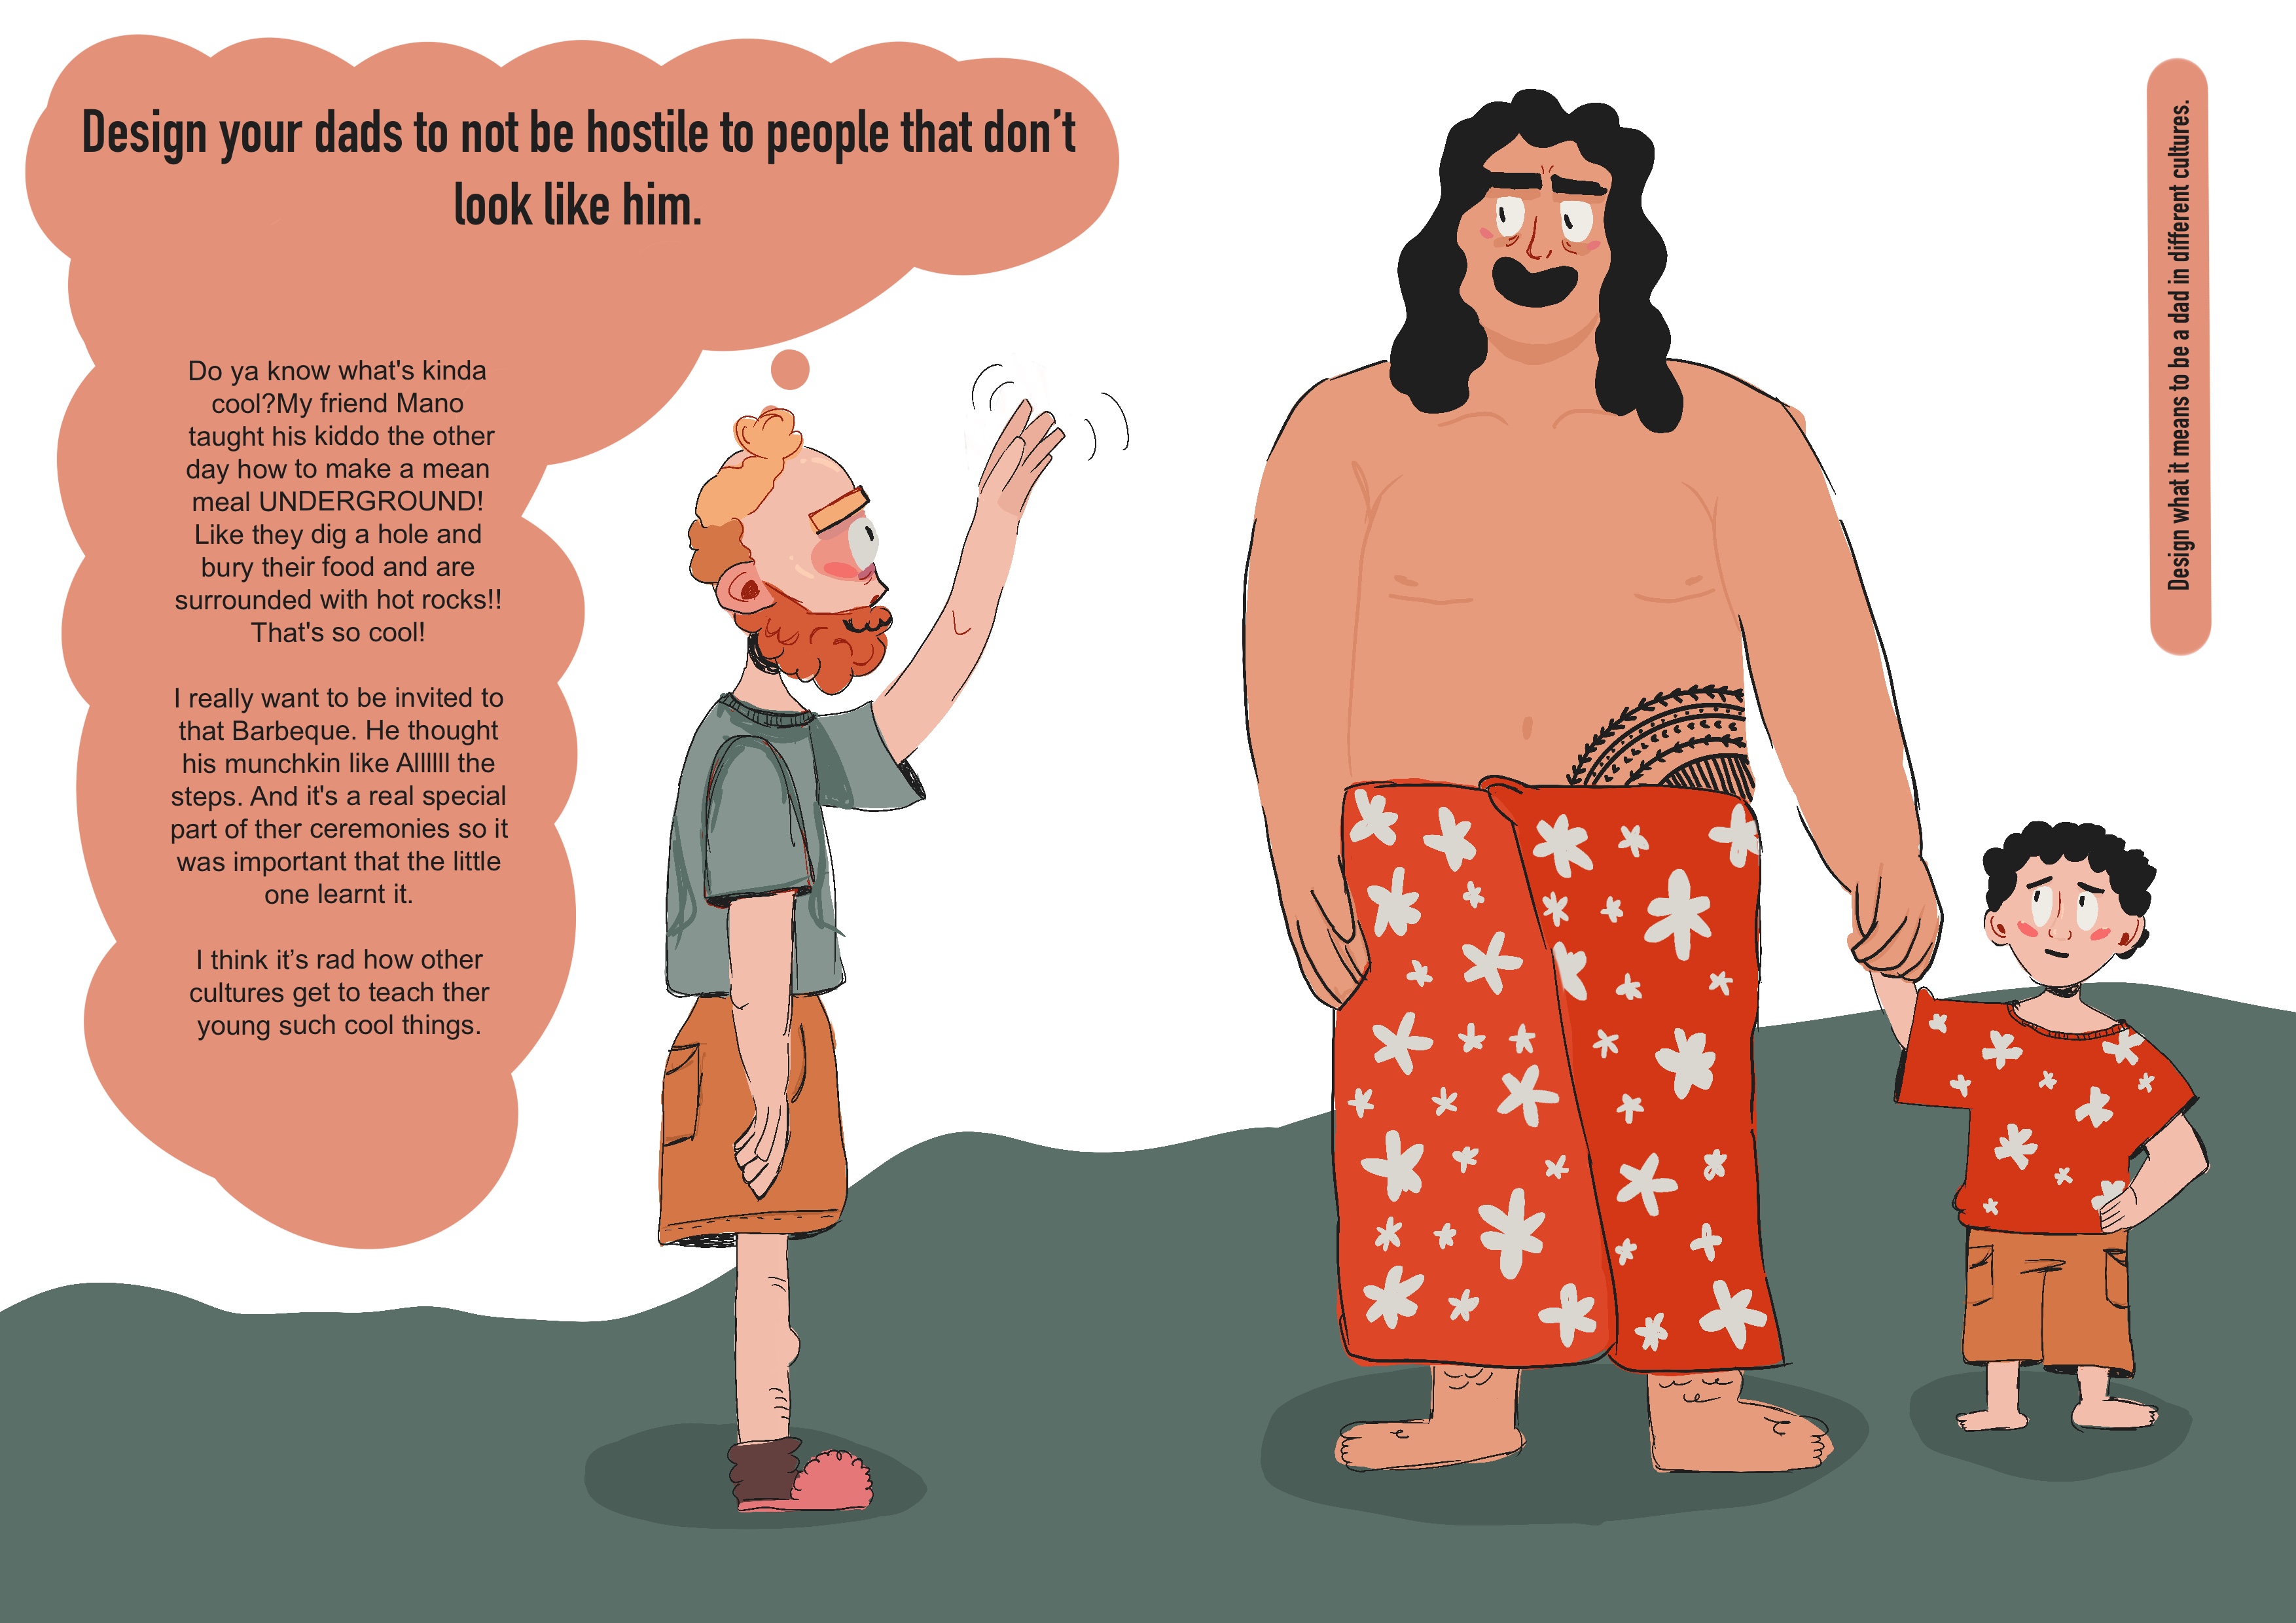 Design your dads to not be hostile to people that don’t
look like him.
Do ya know what's kinda
cool?My friend Mano
taught his kiddo the other
day how to make a mean
meal UNDERGROUND!
Like they dig a hole and
bury their food and are
surrounded with hot rocks!!
That's so cool!
I really want to be invited to
that Barbeque. He thought
his munchkin like Allllll the
steps. And it's a real special
part of ther ceremonies so it
was important that the little
one learnt it.
I think it’s rad how other
cultures get to teach ther
young such cool things.
Design what it means to be a dad in different cultures.